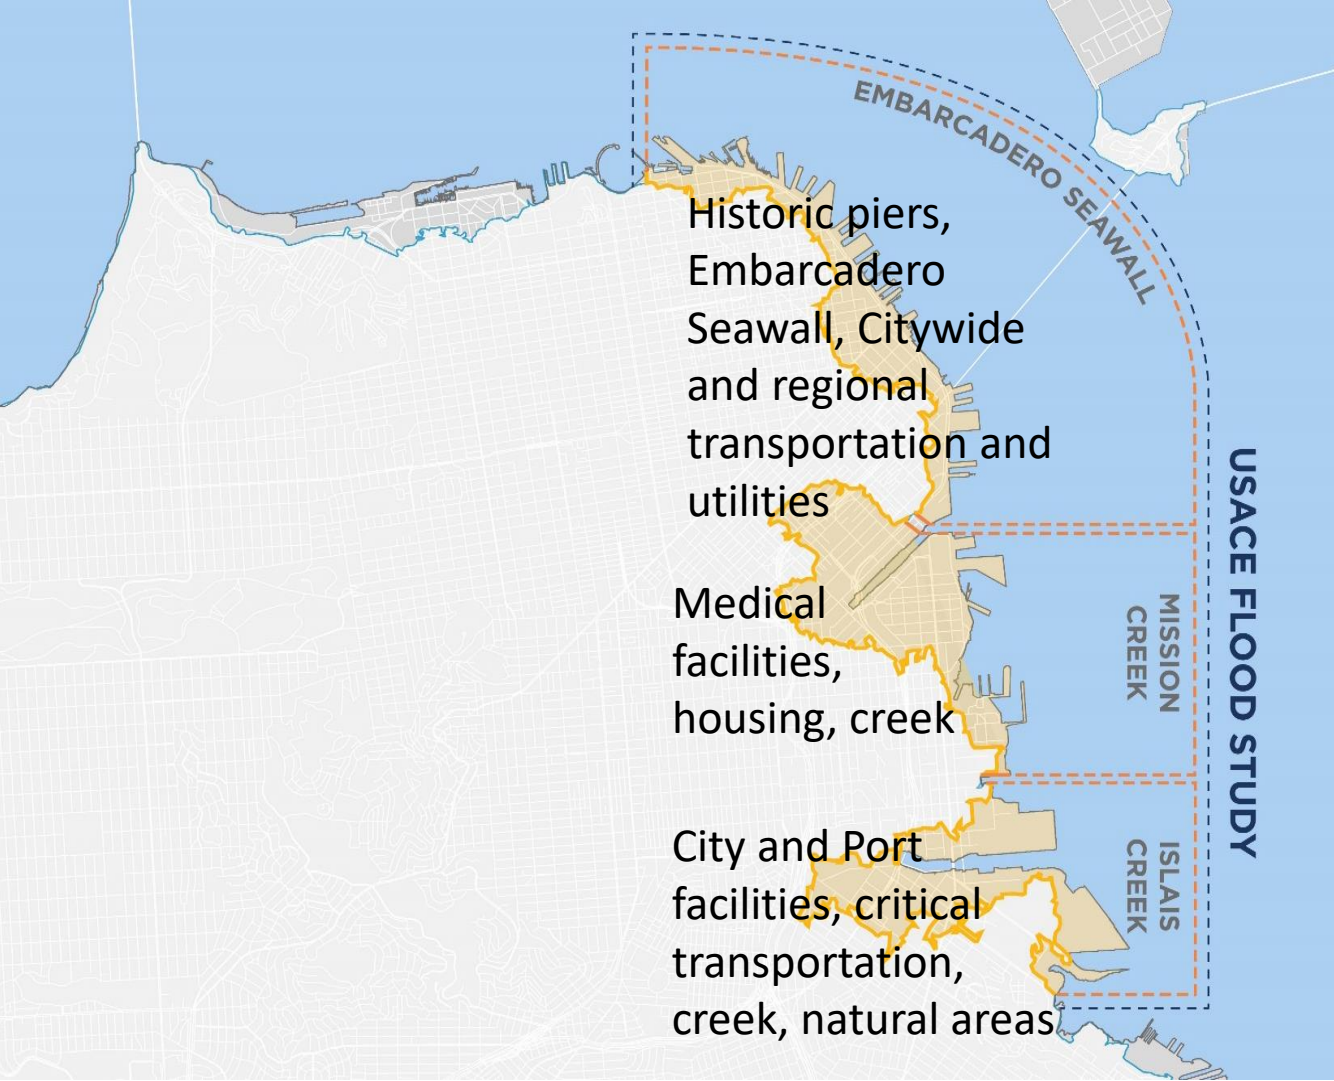 EMBARCADERO SEAWALL
Historic piers,
Embarcadero
Seawall, Citywide
and regional
transportation and
utilities
USACE FLOOD STUDY
MISSION
CREEK
Medical
facilities,
housing, creek
ISLAIS
CREEK
City and Port
facilities, critical
transportation,
creek, natural areas